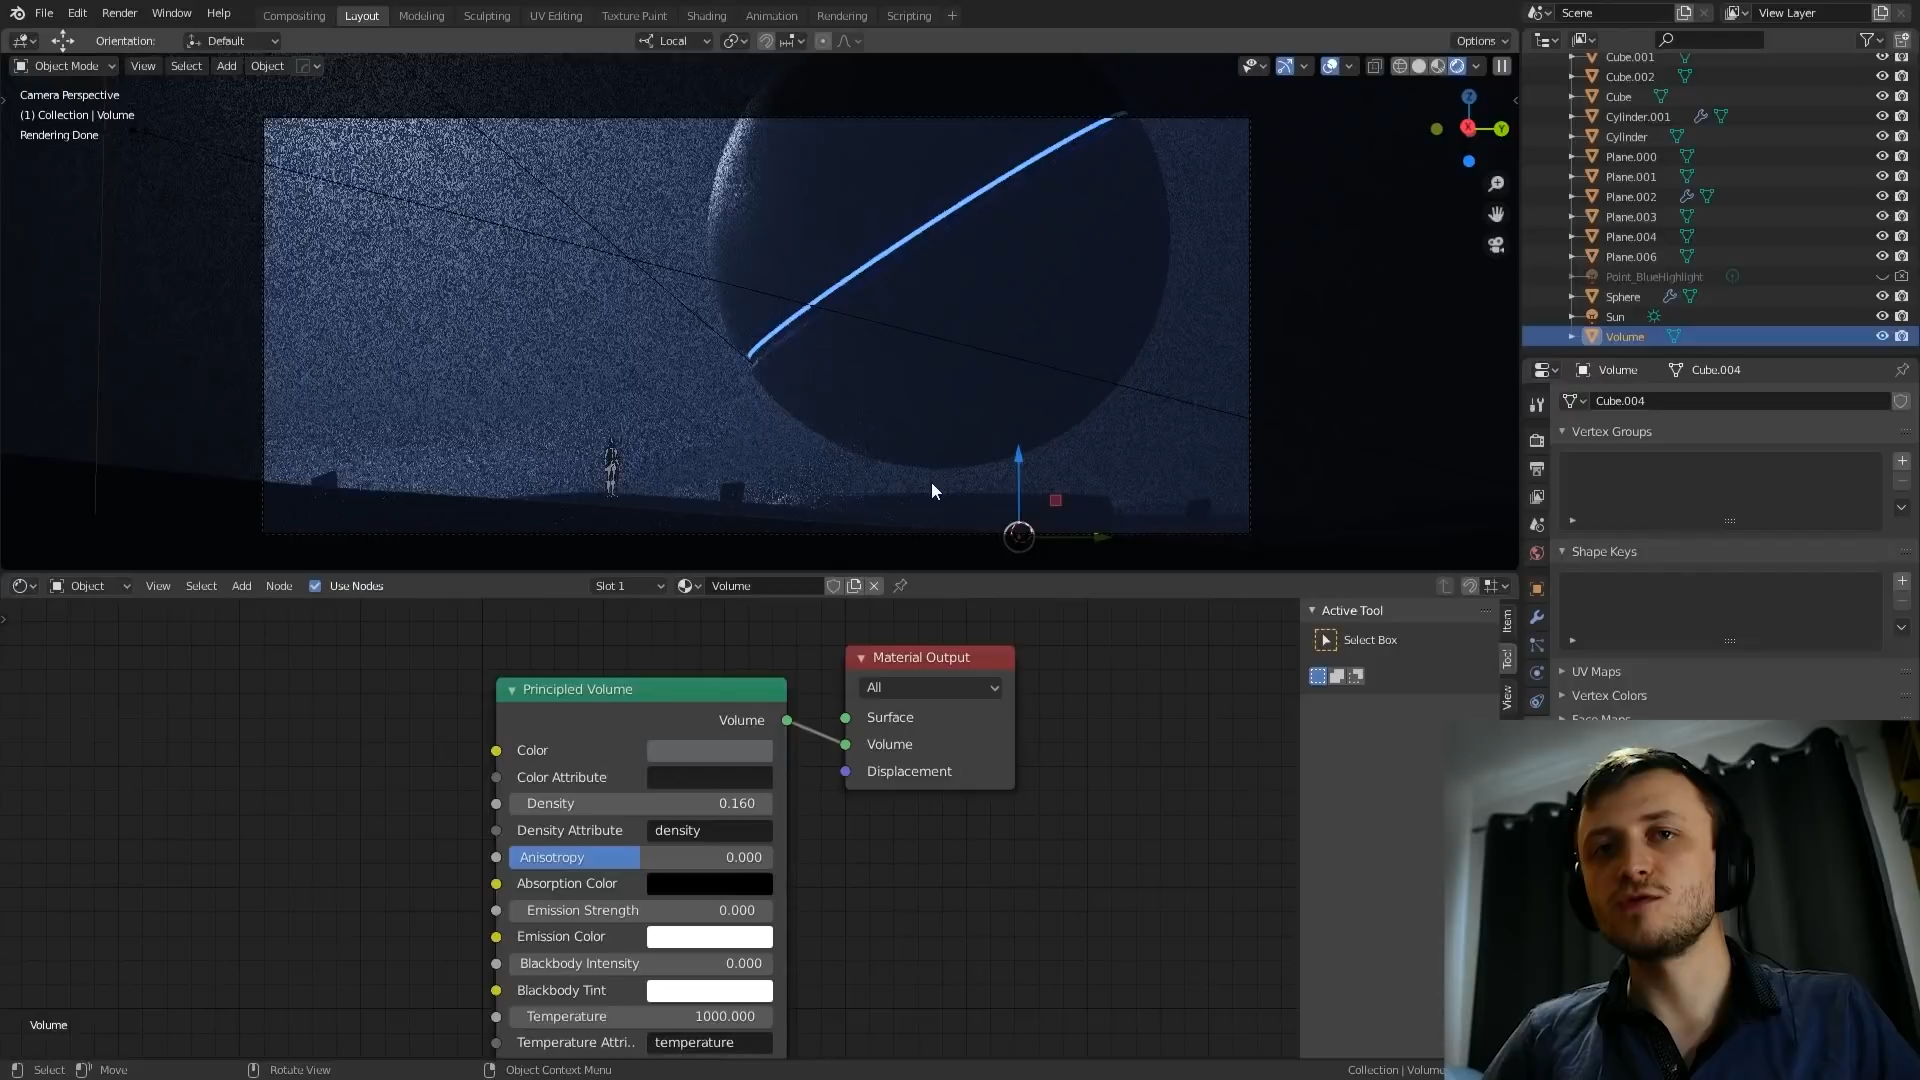 File Edit Render Window Help Compositing Layout Modeling Sculpting UV Editing Texture Paint Shading Animation Rendering Scripting + Scene View Layer
Orientation: Default Local Options
Object Mode View Select Add Object
Camera Perspective
(1) Collection | Volume
Rendering Done
Z
X
Y
Cube.001
Cube.002
Cube
Cylinder.001
Cylinder
Plane.000
Plane.001
Plane.002
Plane.003
Plane.004
Plane.006
Point_BlueHighlight
Sphere
Sun
Volume
Volume Cube.004
Cube.004
Vertex Groups
Shape Keys
UV Maps
Vertex Colors
Face Maps
Object View Select Add Node Use Nodes Slot 1 Volume
Active Tool
Select Box
Item
Tool
View
Principled Volume
Volume
Color
Color Attribute
Density 0.160
Density Attribute density
Anisotropy 0.000
Absorption Color
Emission Strength 0.000
Emission Color
Blackbody Intensity 0.000
Blackbody Tint
Temperature 1000.000
Temperature Attri.. temperature
Material Output
All
Surface
Volume
Displacement
Volume
Select Move Rotate View Object Context Menu Collection | Volume